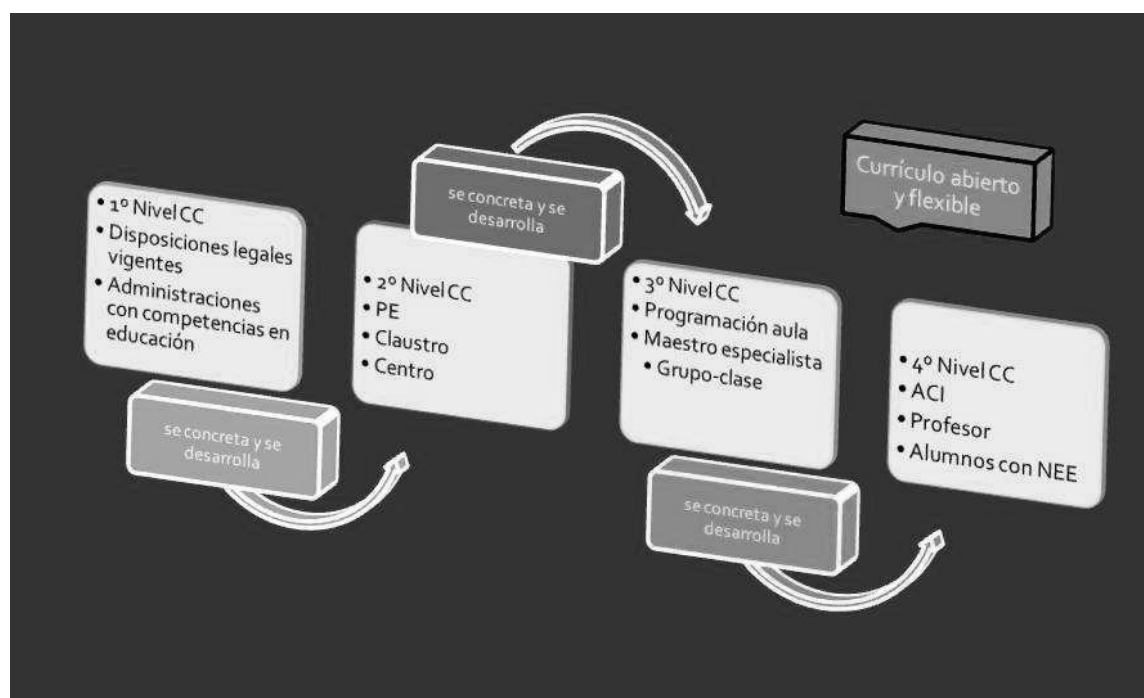 • 1º Nivel CC
• Disposiciones legales
vigentes
• Administraciones
con competencias en
educación
se concreta y se
desarrolla
• 2º Nivel CC
• PE
• Claustro
• Centro
se concreta y se
desarrolla
• 3º Nivel CC
• Programación aula
• Maestro especialista
• Grupo-clase
se concreta y se
desarrolla
• 4º Nivel CC
• ACI
• Profesor
• Alumnos con NEE
Currículo abierto
y flexible